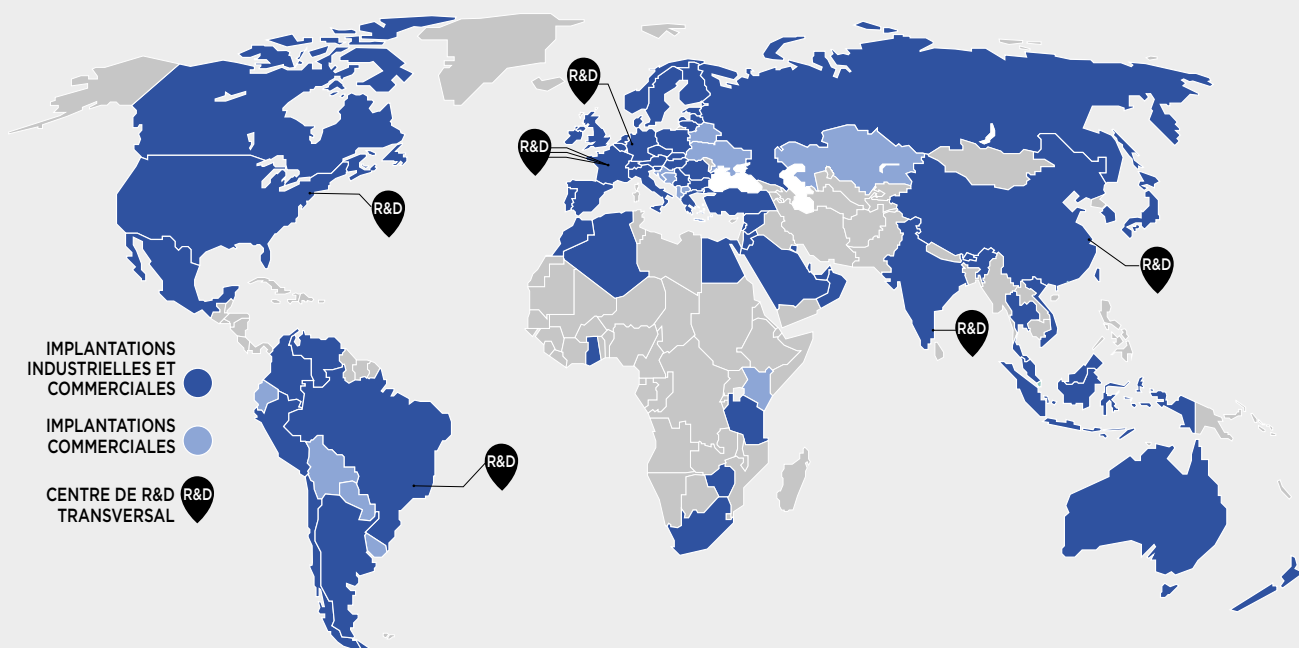 R&D
R&D
R&D
R&D
R&D
IMPLANTATIONS
INDUSTRIELLES ET
COMMERCIALES
IMPLANTATIONS
COMMERCIALES
R&D
CENTRE DE R&D R&D
TRANSVERSAL